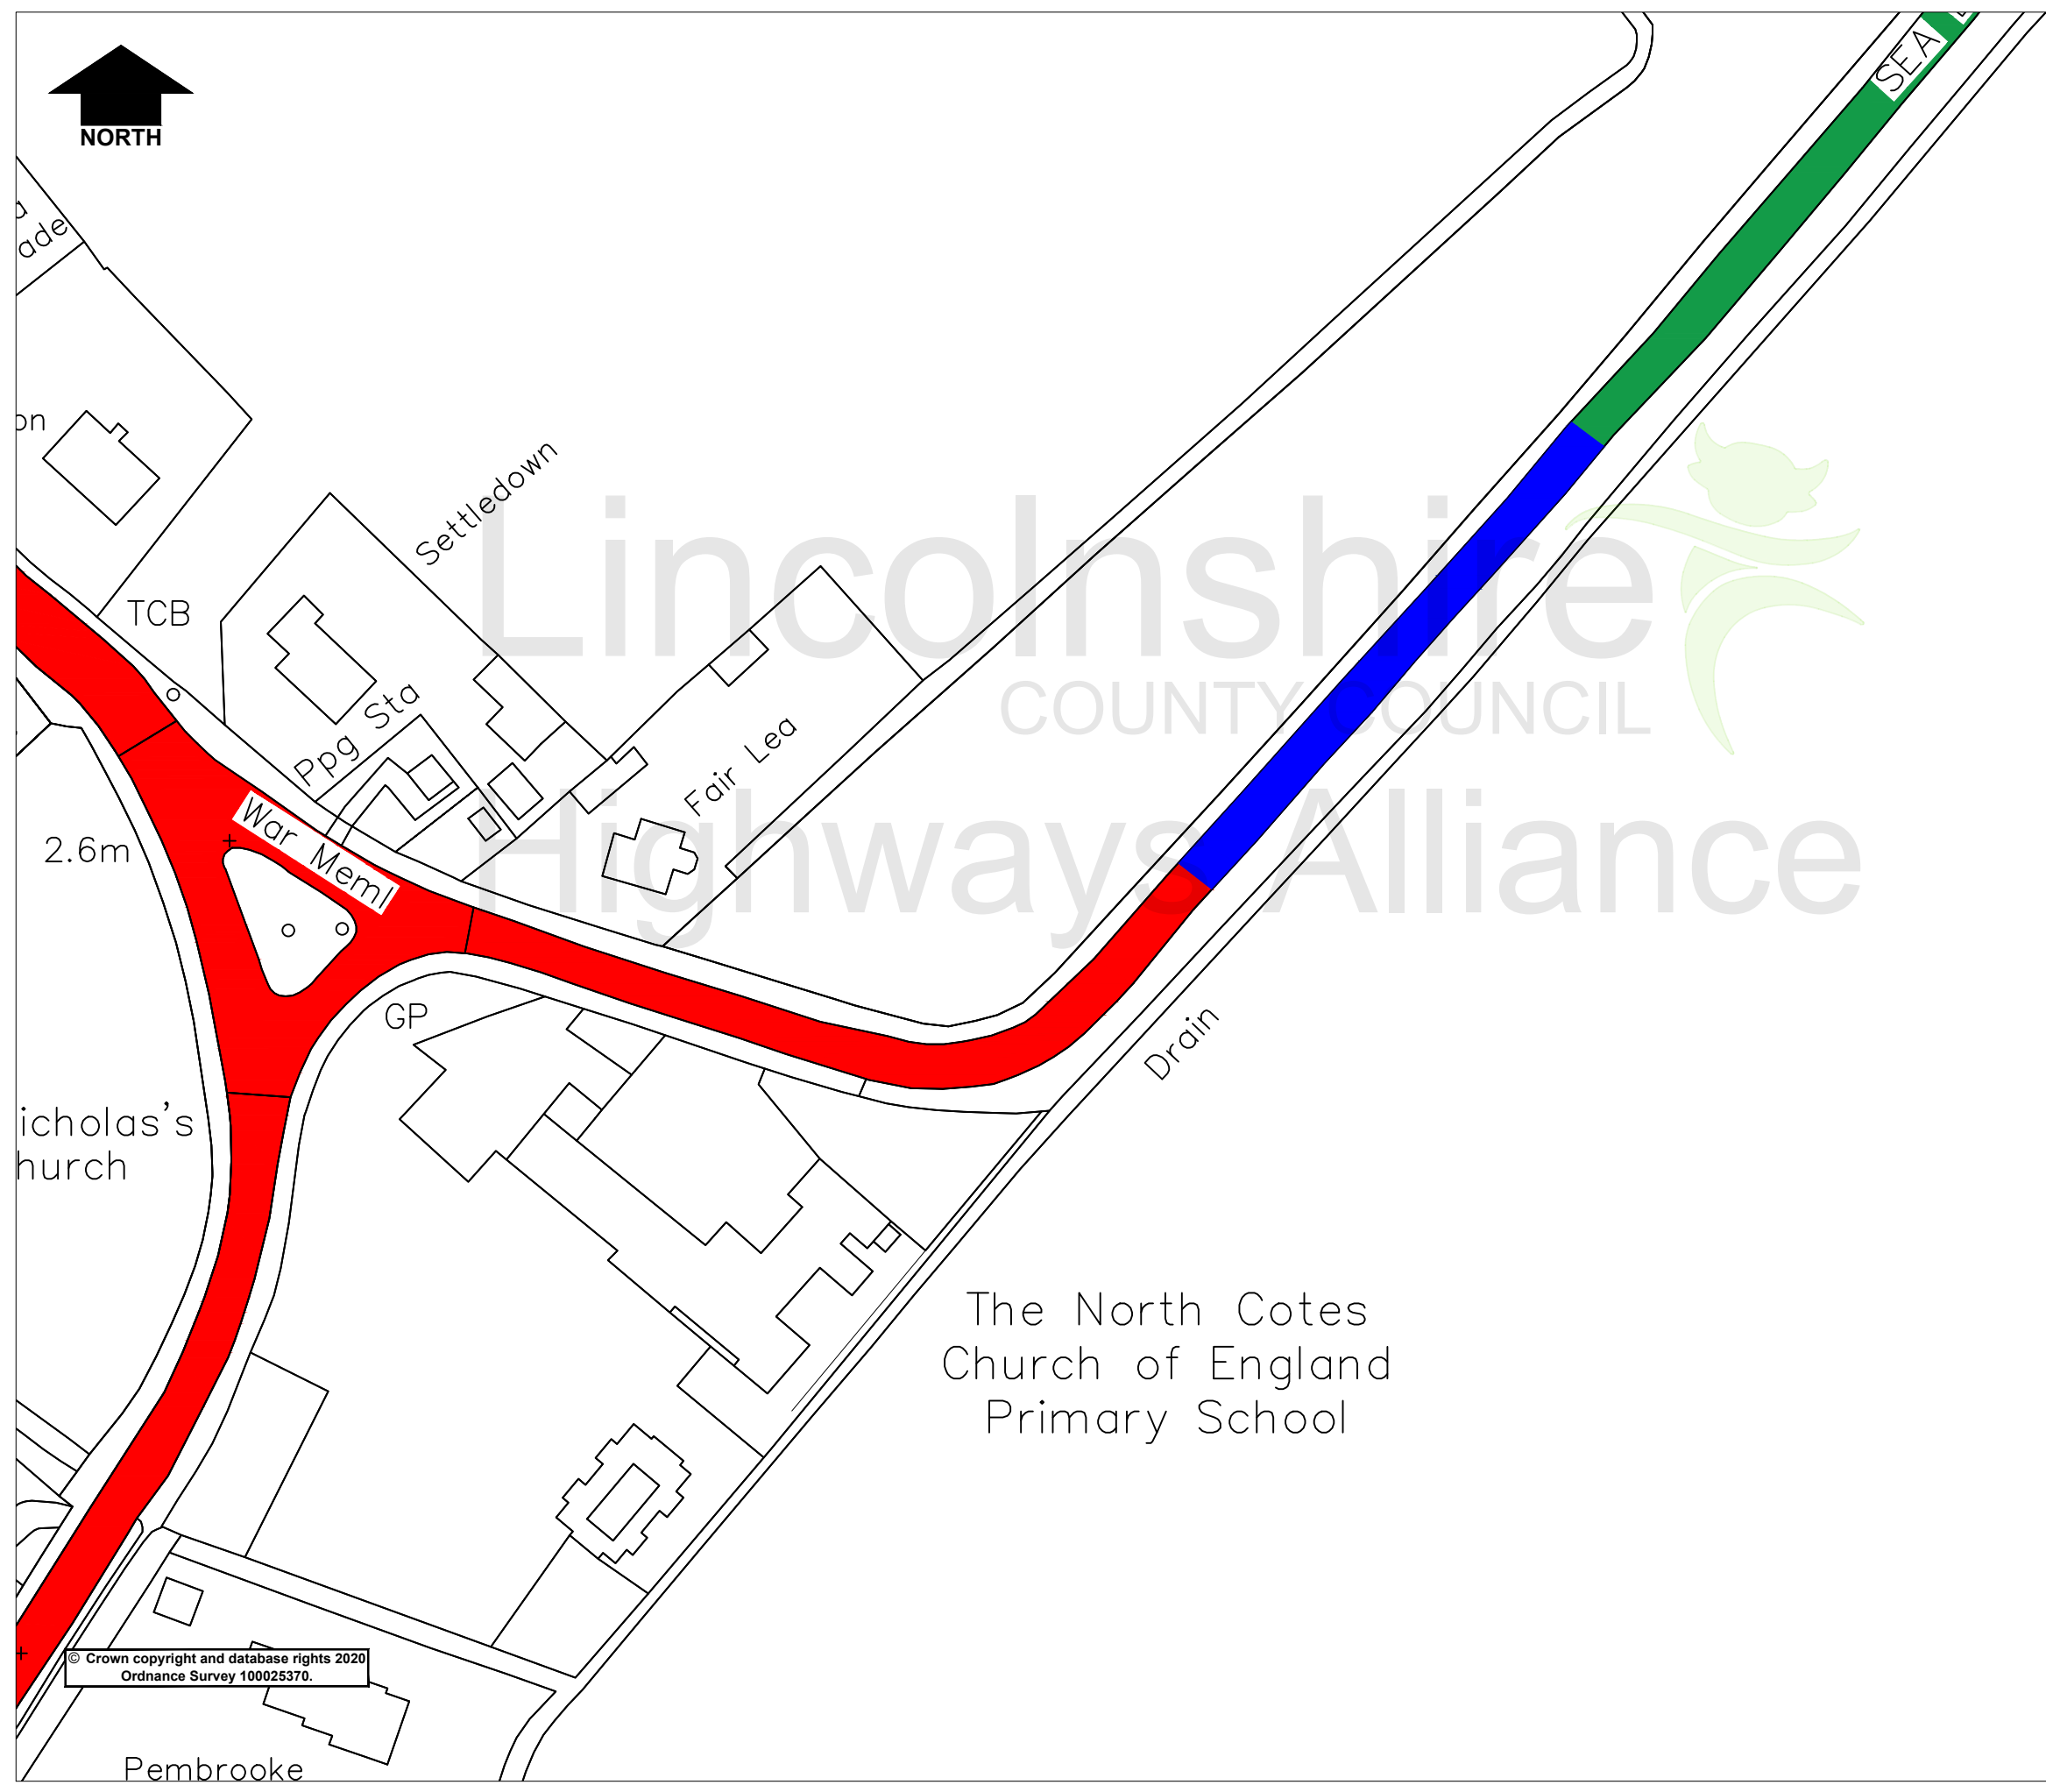 SEA
NORTH
ade
on
Settledown
TCB
Ppg Sta
Lincolnshire
COUNTY COUNCIL
Fair Lea
War Meml
2.6m
Highways Alliance
GP
Drain
icholas's
hurch
The North Cotes
Church of England
Primary School
© Crown copyright and database rights 2020
Ordnance Survey 100025370.
Pembrooke